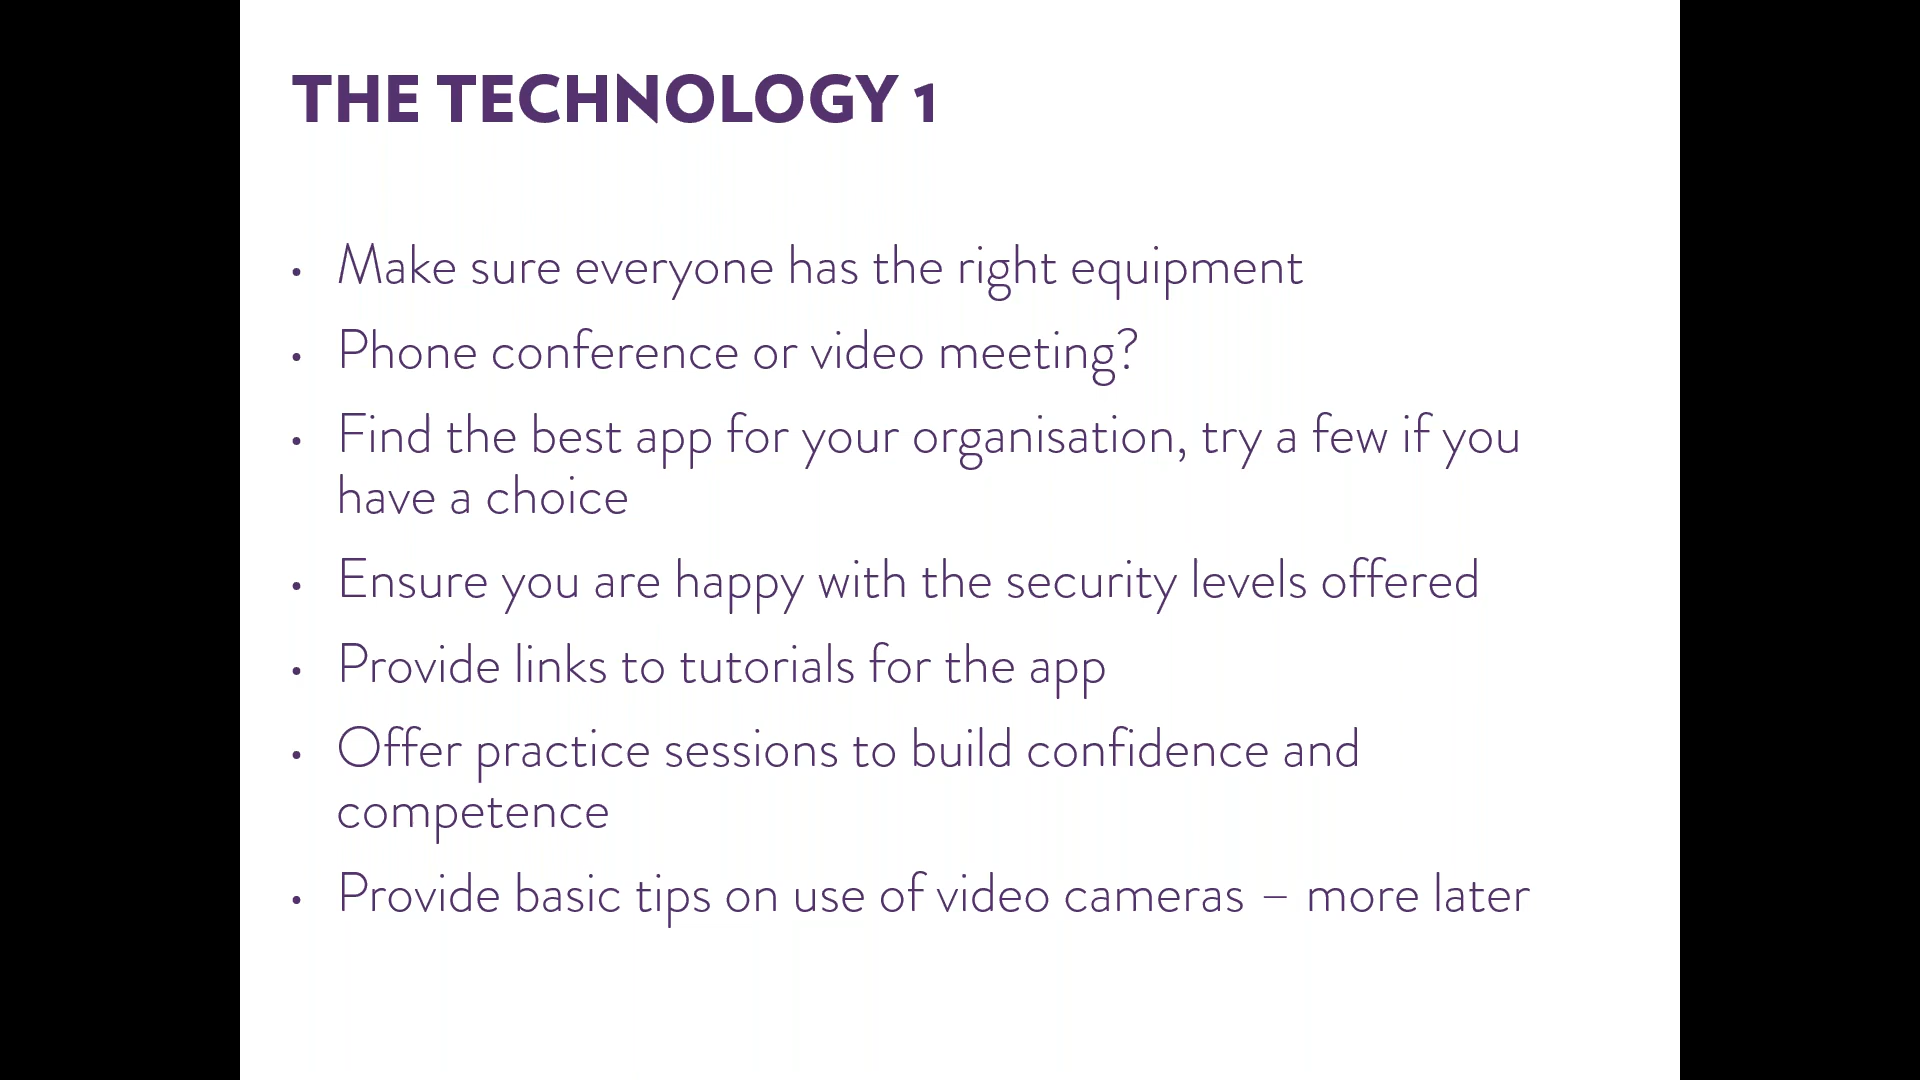 THE TECHNOLOGY 1
• Make sure everyone has the right equipment
• Phone conference or video meeting?
• Find the best app for your organisation, try a few if you
have a choice
• Ensure you are happy with the security levels offered
• Provide links to tutorials for the app
• Offer practice sessions to build confidence and
competence
• Provide basic tips on use of video cameras – more later